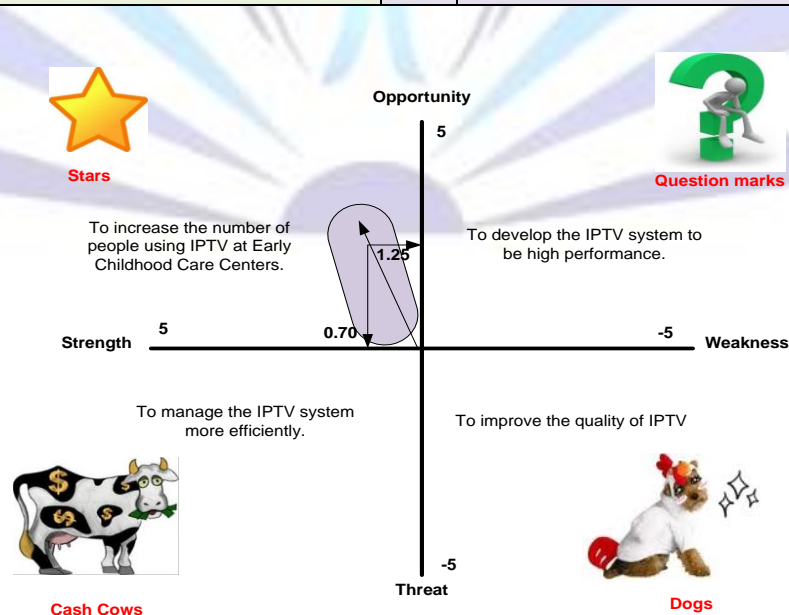 Opportunity
5
Stars
Question marks
To increase the number of
people using IPTV at Early
Childhood Care Centers.
To develop the IPTV system to
be high performance.
1.25
0.70
Strength
5
-5
Weakness
To manage the IPTV system
more efficiently.
To improve the quality of IPTV
-5
Threat
Cash Cows
Dogs